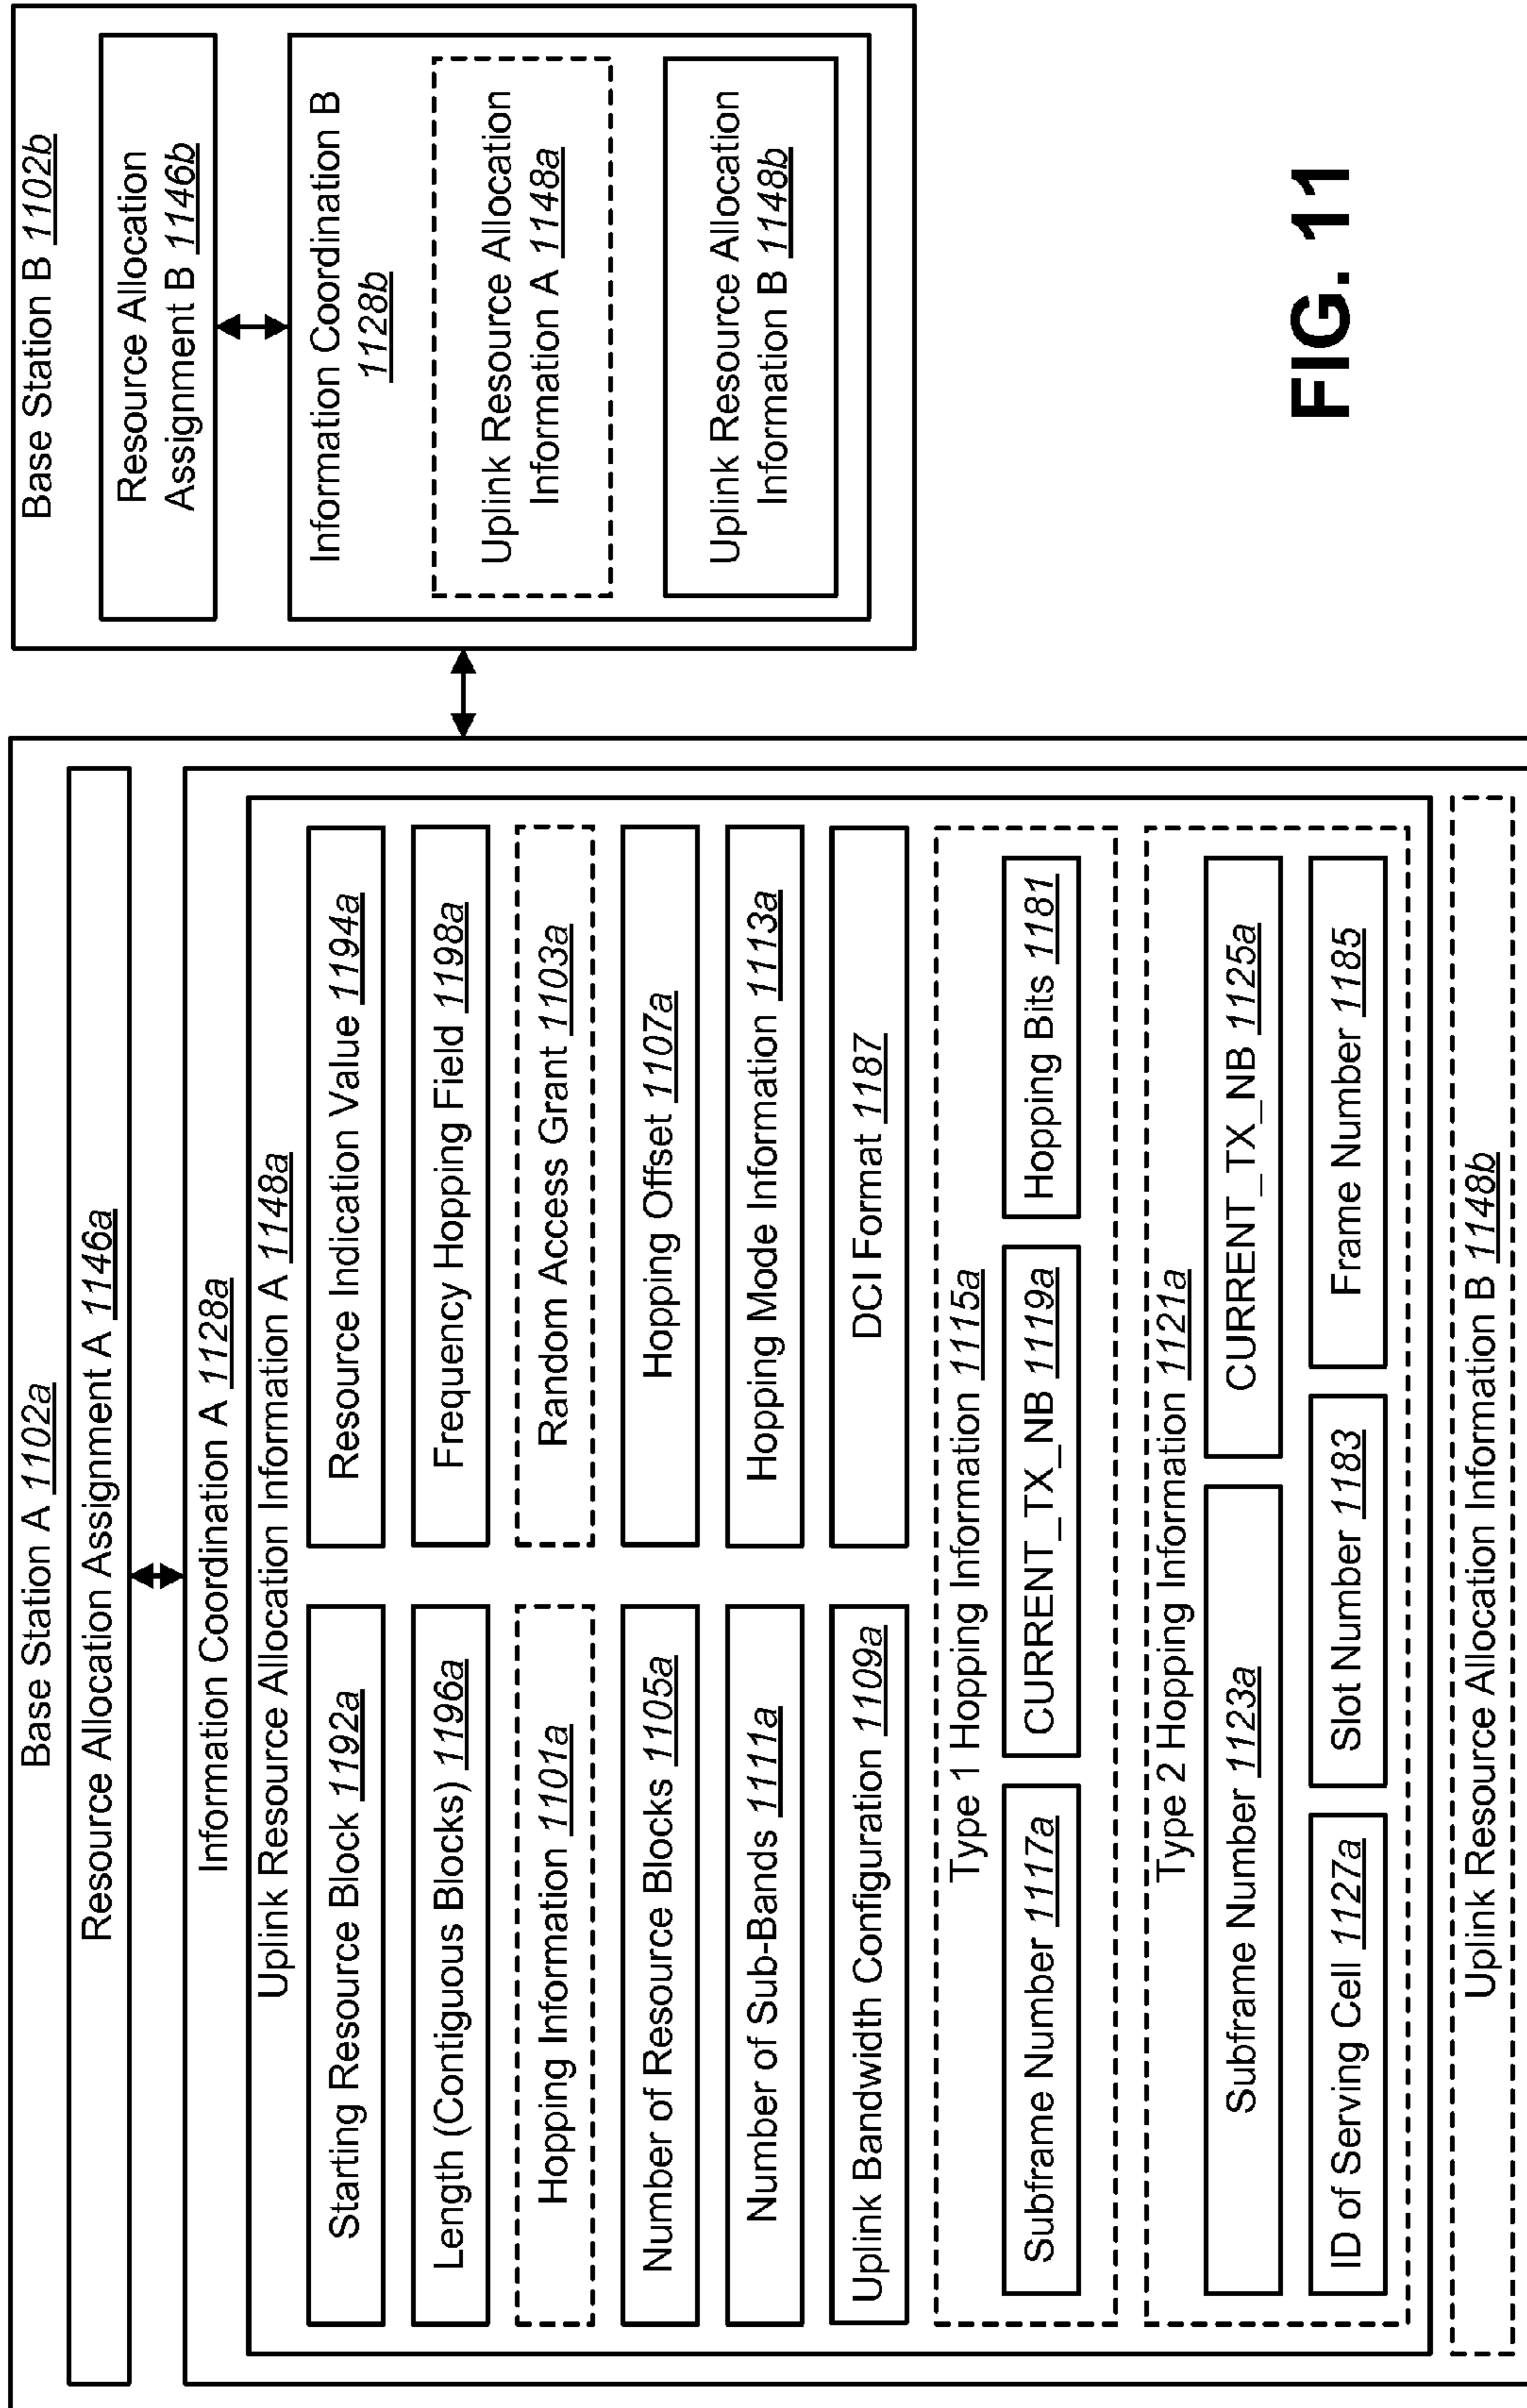 Base Station A 1102a
Resource Allocation Assignment A 1146a
Information Coordination A 1128a
Uplink Resource Allocation Information A 1148a
Starting Resource Block 1192a
Resource Indication Value 1194a
Length (Contiguous Blocks) 1196a
Frequency Hopping Field 1198a
Hopping Information 1101a
Random Access Grant 1103a
Number of Resource Blocks 1105a
Hopping Offset 1107a
Number of Sub-Bands 1111a
Hopping Mode Information 1113a
Uplink Bandwidth Configuration 1109a
DCI Format 1187
Type 1 Hopping Information 1115a
Subframe Number 1117a
CURRENT_TX_NB 1119a
Hopping Bits 1181
Type 2 Hopping Information 1121a
Subframe Number 1123a
CURRENT_TX_NB 1125a
ID of Serving Cell 1127a
Slot Number 1183
Frame Number 1185
Uplink Resource Allocation Information B 1148b
Base Station B 1102b
Resource Allocation
Assignment B 1146b
Information Coordination B
1128b
Uplink Resource Allocation
Information A 1148a
Uplink Resource Allocation
Information B 1148b
FIG. 11